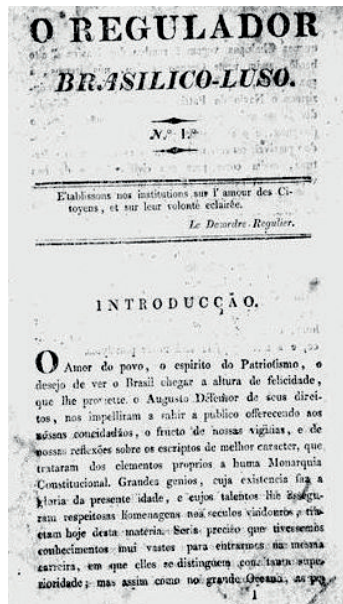 O REGULADOR
BRASILICO-LUSO.
N.º 1.º
Etablissons nos institutions sur l'amour des Ci-
toyens, et sur leur volonté eclairée.
Le Desordre Regulier.
INTRODUCÇÃO.
O Amor do povo, o espirito do Patriotismo, o
desejo de ver o Brasil chegar a altura de felicidade,
que lhe promette o Augusto Defensor de seus direi-
tos, nos impelliram a sahir a publico offerecendo aos
nossos concidadãos, o fructo de nossas vigilias, e de
nossas reflexões sobre os escriptos de melhor caracter, que
trataram dos elementos proprios a huma Monarquia
Constitucional. Grandes genios, cuja existencia faz a
gloria da presente idade, e cujos talentos lhe assegu-
ram respeitosas homenagens nos seculos vindouros,
hoje desta materia. Seria preciso que tivessemos
conhecimentos mui vastos para entrarmos na mesma
carreira, em que elles se distinguem com tanta supe-
rioridade; mas assim como no grande Oceano, as po
1